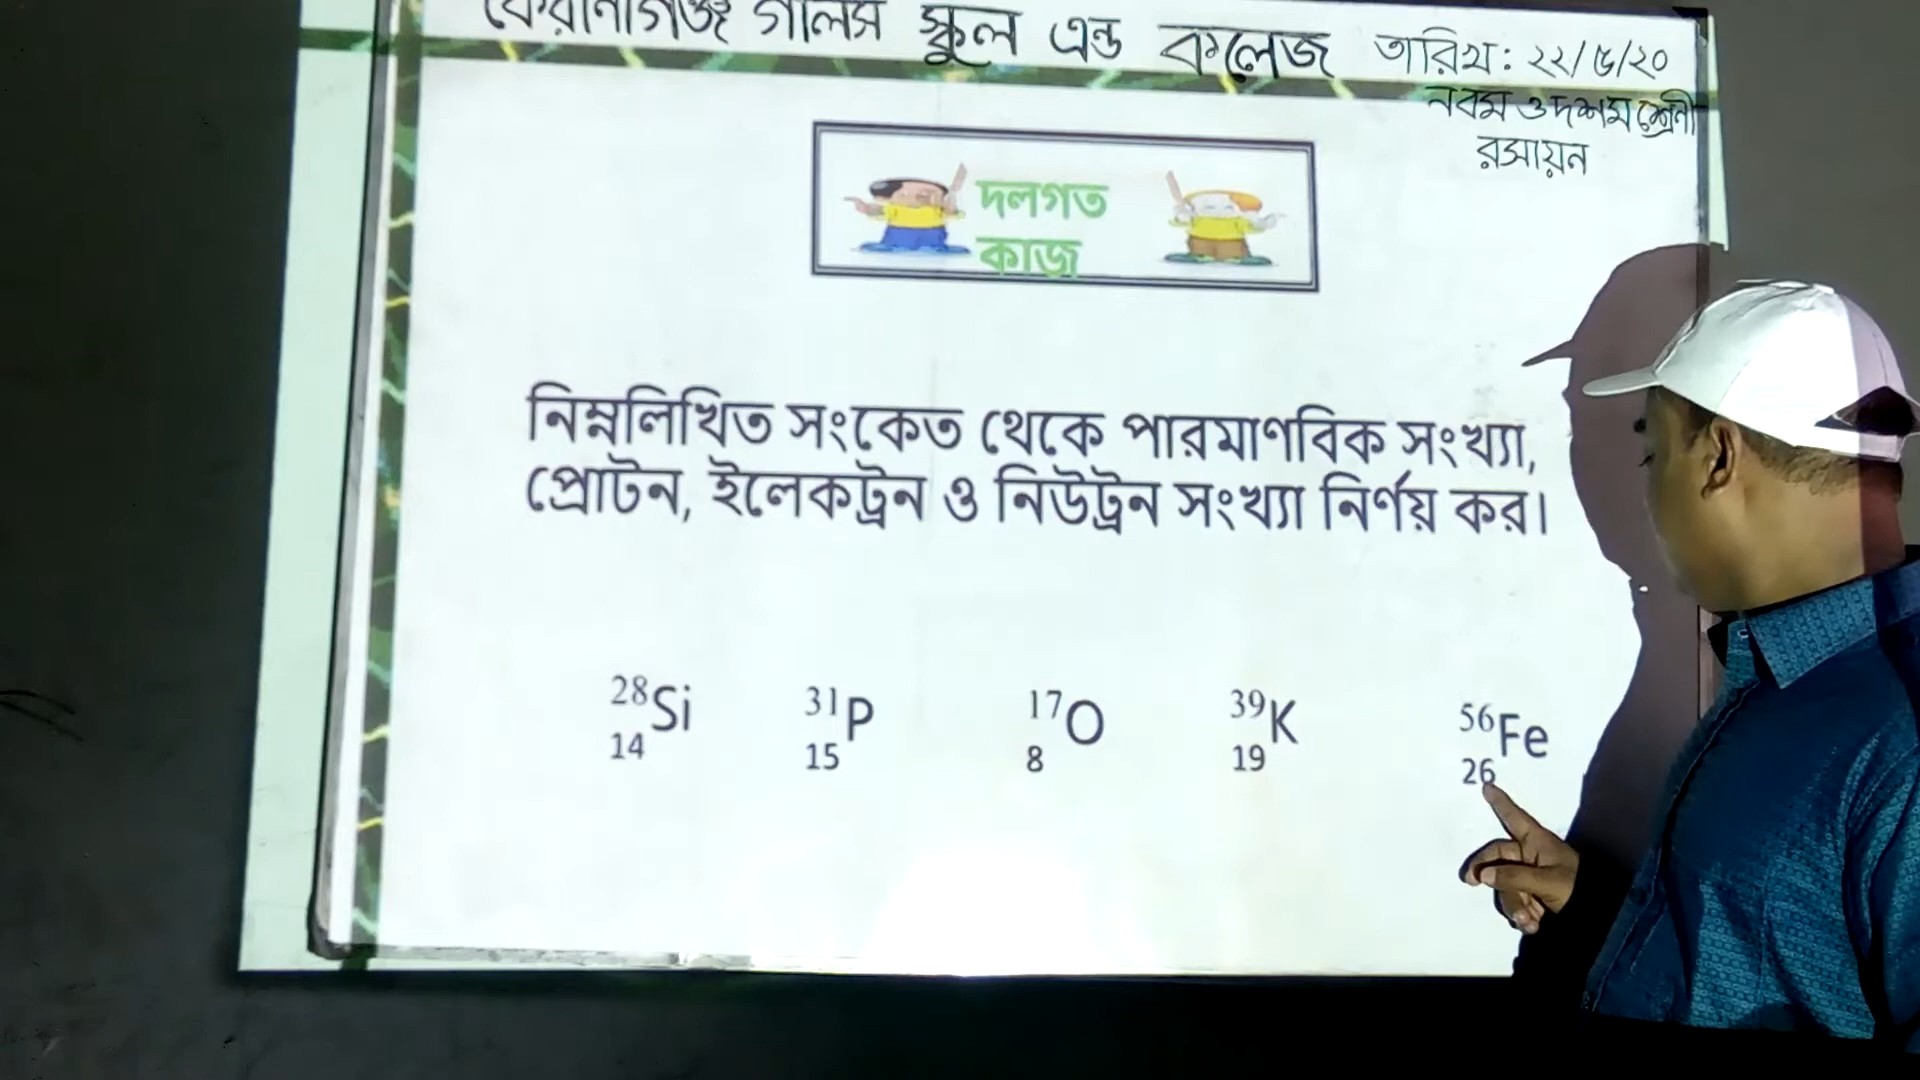 কেরানীগঞ্জ গার্লস স্কুল এন্ড কলেজ তারিখ: ২২/৫/২০
নবম ও দশম শ্রেনী
রসায়ন
দলগত
কাজ
নিম্নলিখিত সংকেত থেকে পারমাণবিক সংখ্যা,
প্রোটন, ইলেকট্রন ও নিউট্রন সংখ্যা নির্ণয় কর।
28 Si 14 31 P 15 17 O 8 39 K 19 56 Fe 26